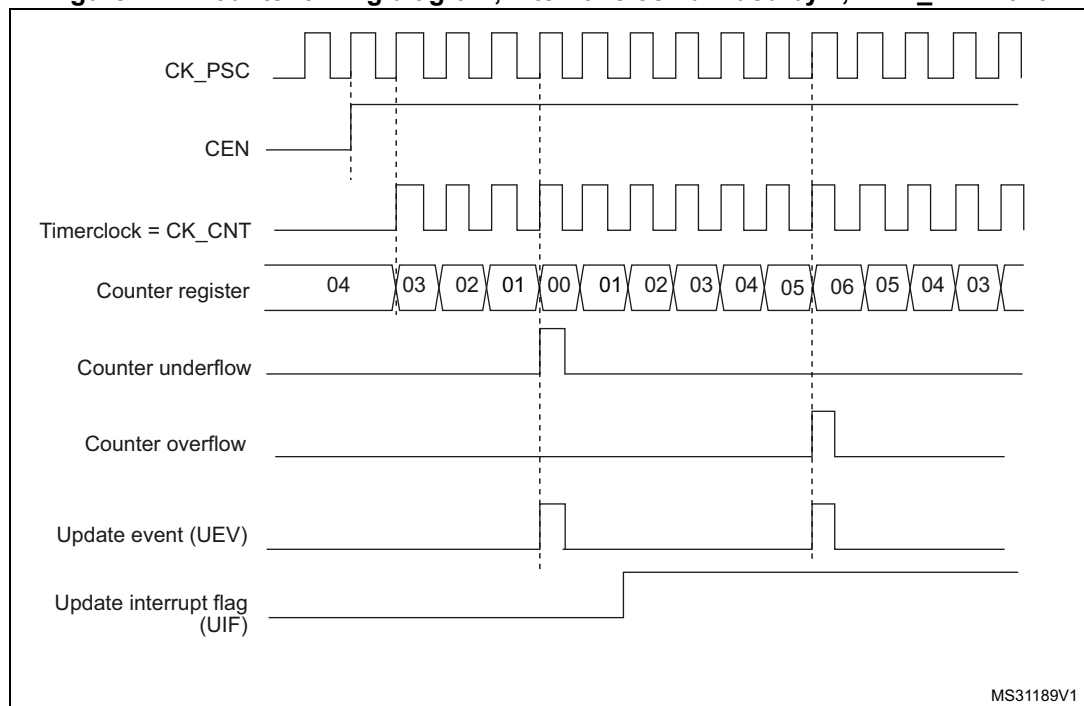 CK_PSC
CEN
Timerclock = CK_CNT
Counter register
04 03 02 01 00 01 02 03 04 05 06 05 04 03
Counter underflow
Counter overflow
Update event (UEV)
Update interrupt flag
(UIF)
MS31189V1